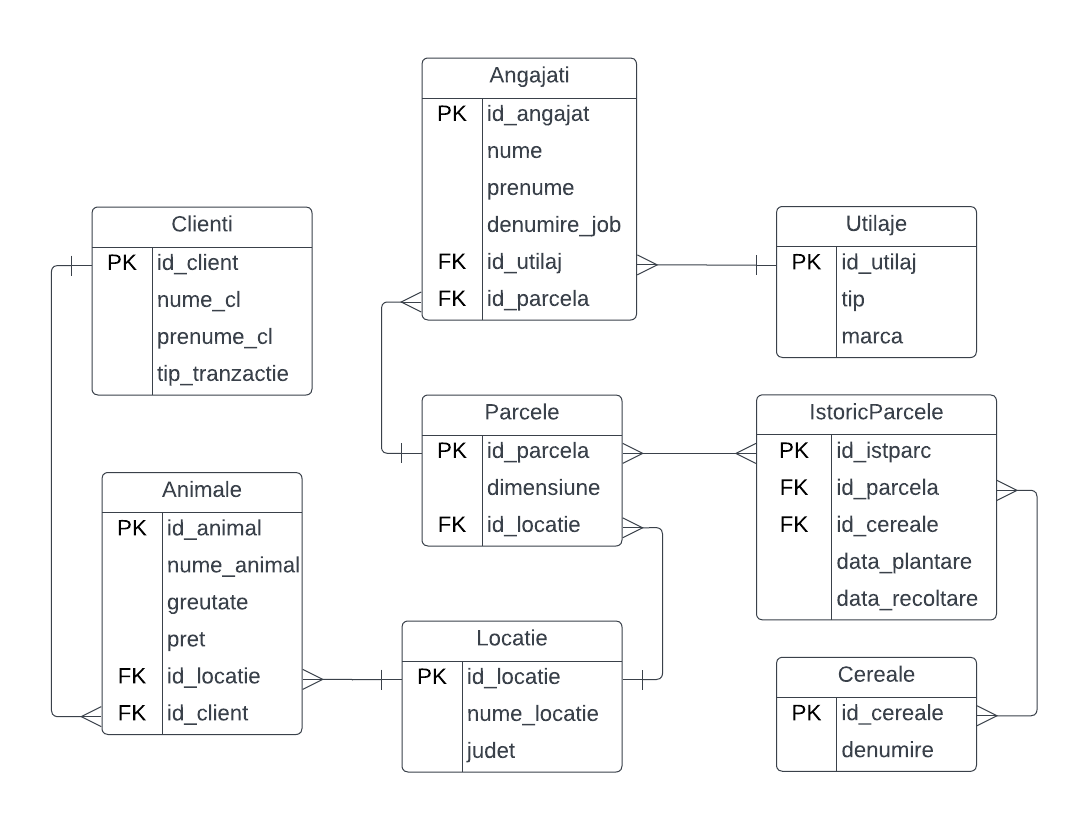 Angajati
PK id_angajat
nume
prenume
denumire_job
FK id_utilaj
FK id_parcela
Clienti
PK id_client
nume_cl
prenume_cl
tip_tranzactie
Utilaje
PK id_utilaj
tip
marca
Parcele
PK id_parcela
dimensiune
FK id_locatie
IstoricParcele
PK id_istparc
FK id_parcela
FK id_cereale
data_plantare
data_recoltare
Animale
PK id_animal
nume_animal
greutate
pret
FK id_locatie
FK id_client
Locatie
PK id_locatie
nume_locatie
judet
Cereale
PK id_cereale
denumire